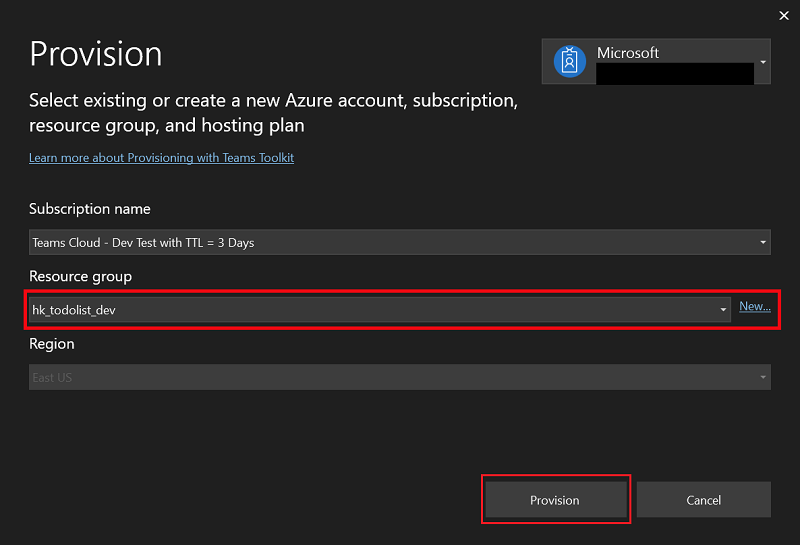 Provision
Microsoft
Select existing or create a new Azure account, subscription,
resource group, and hosting plan
Learn more about Provisioning with Teams Toolkit
Subscription name
Teams Cloud - Dev Test with TTL = 3 Days
Resource group
hk_todolist_dev
New...
Region
East US
Provision
Cancel